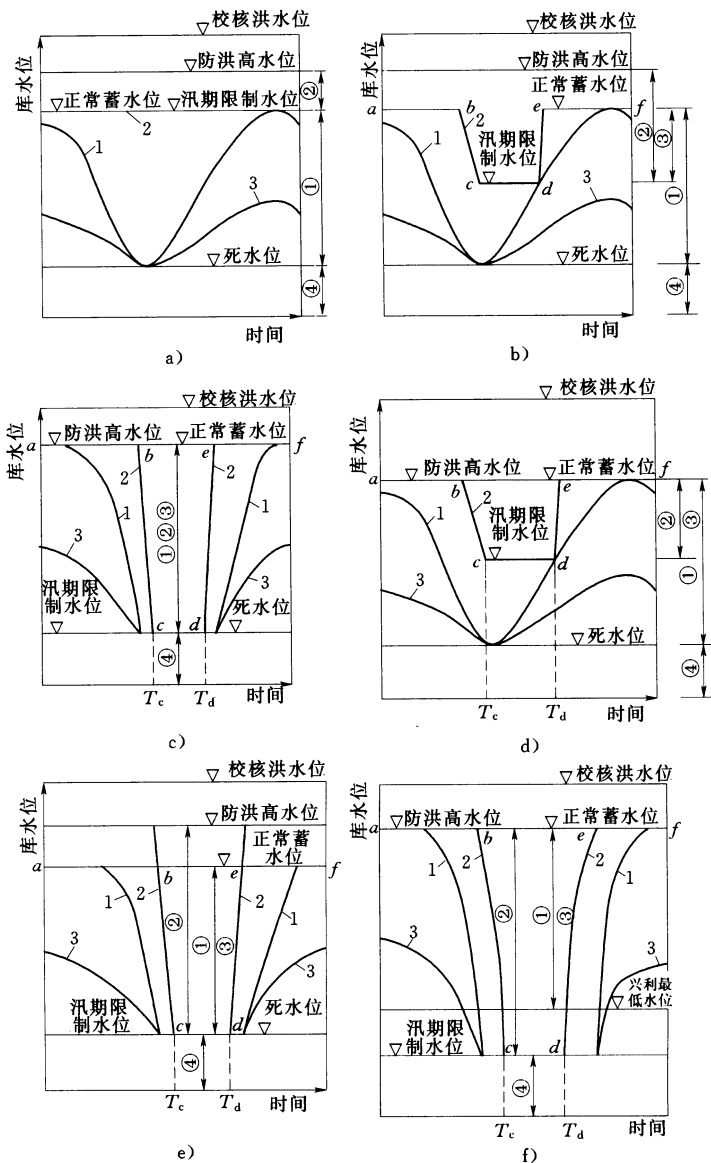 校核洪水位
防洪高水位
正常蓄水位 汛期限制水位
库水位
1
2
3
①
②
④
死水位
时间
a)
校核洪水位
防洪高水位
正常
蓄水位
库水位
a
b
e
f
2
1
汛期限
制水位
c
d
3
②
③
①
死水位
④
时间
b)
校核洪水位
防洪高水位 正常蓄水位
库水位
a
b
e
f
2
2
1
1
3
3
①②③
汛期限
制水位
死水位
c
d
④
T_c
T_d
时间
c)
校核洪水位
防洪高水位 正常蓄水位
库水位
a
b
e
f
2
1
汛期限
制水位
c
d
3
②
③
①
死水位
④
T_c
T_d
时间
d)
校核洪水位
防洪高水位
正常蓄
水位
库水位
a
b
e
f
1
2
2
1
3
3
②
①
③
汛期限
制水位
死水位
c
d
④
T_c
T_d
时间
e)
校核洪水位
防洪高水位 正常蓄水位
库水位
a
b
e
f
1
2
2
1
3
3
②
①
③
兴利最
低水位
汛期限
制水位
c
d
④
T_c
T_d
时间
f)